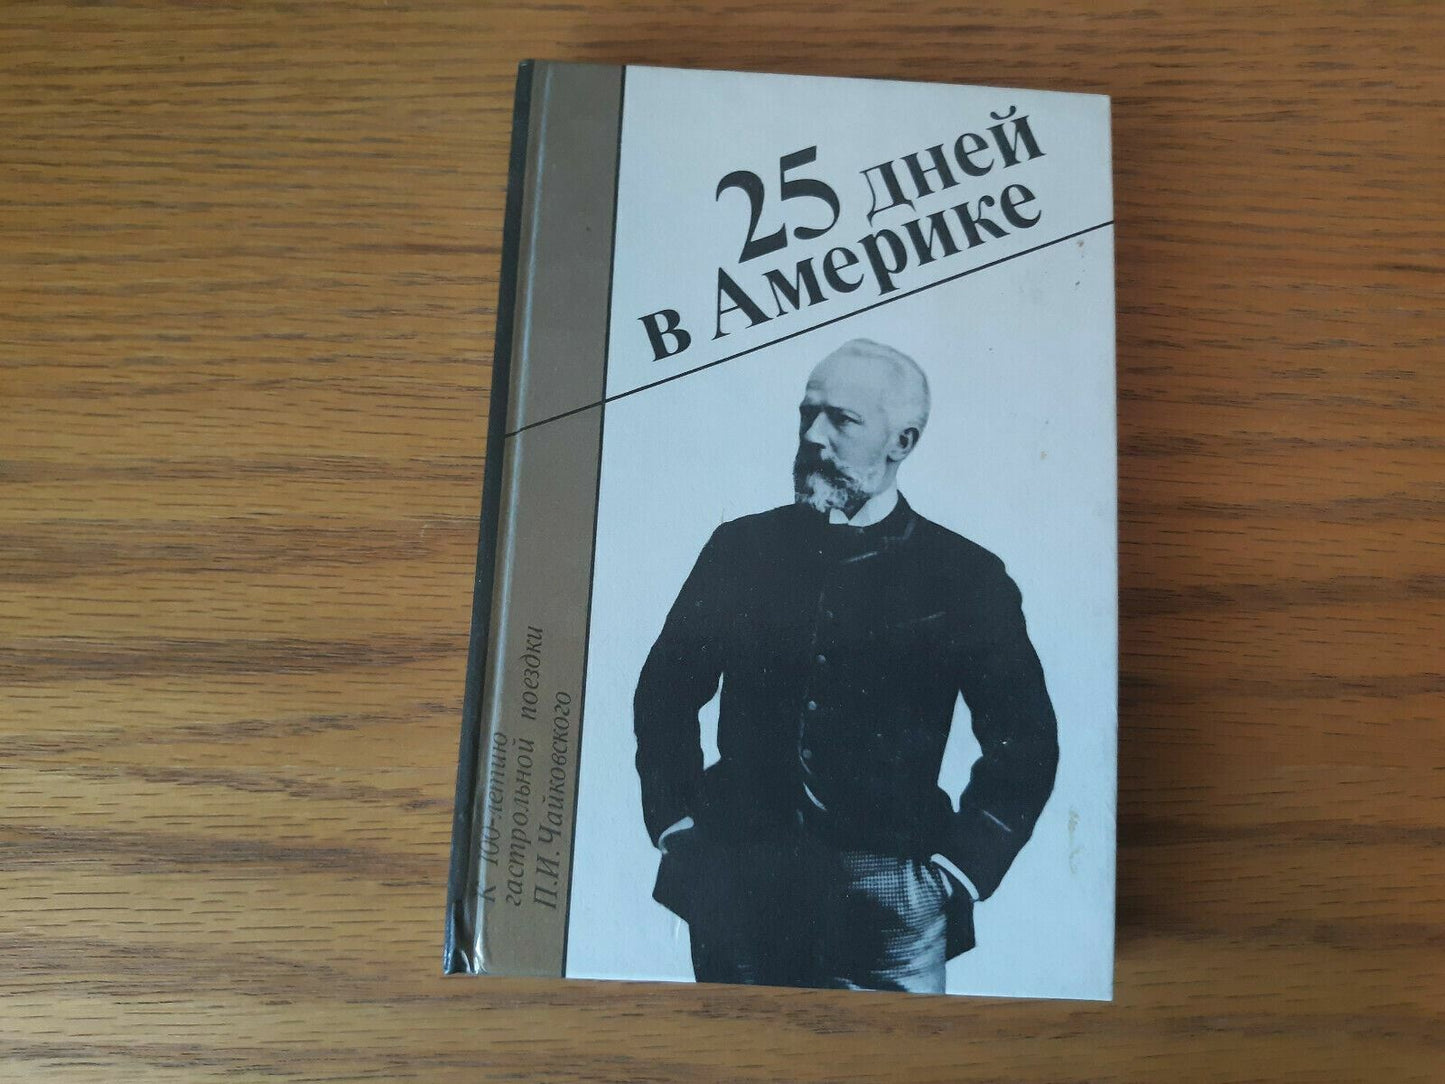 25 дней
в Америке
К 100-летию
гастрольной поездки
П.И. Чайковского